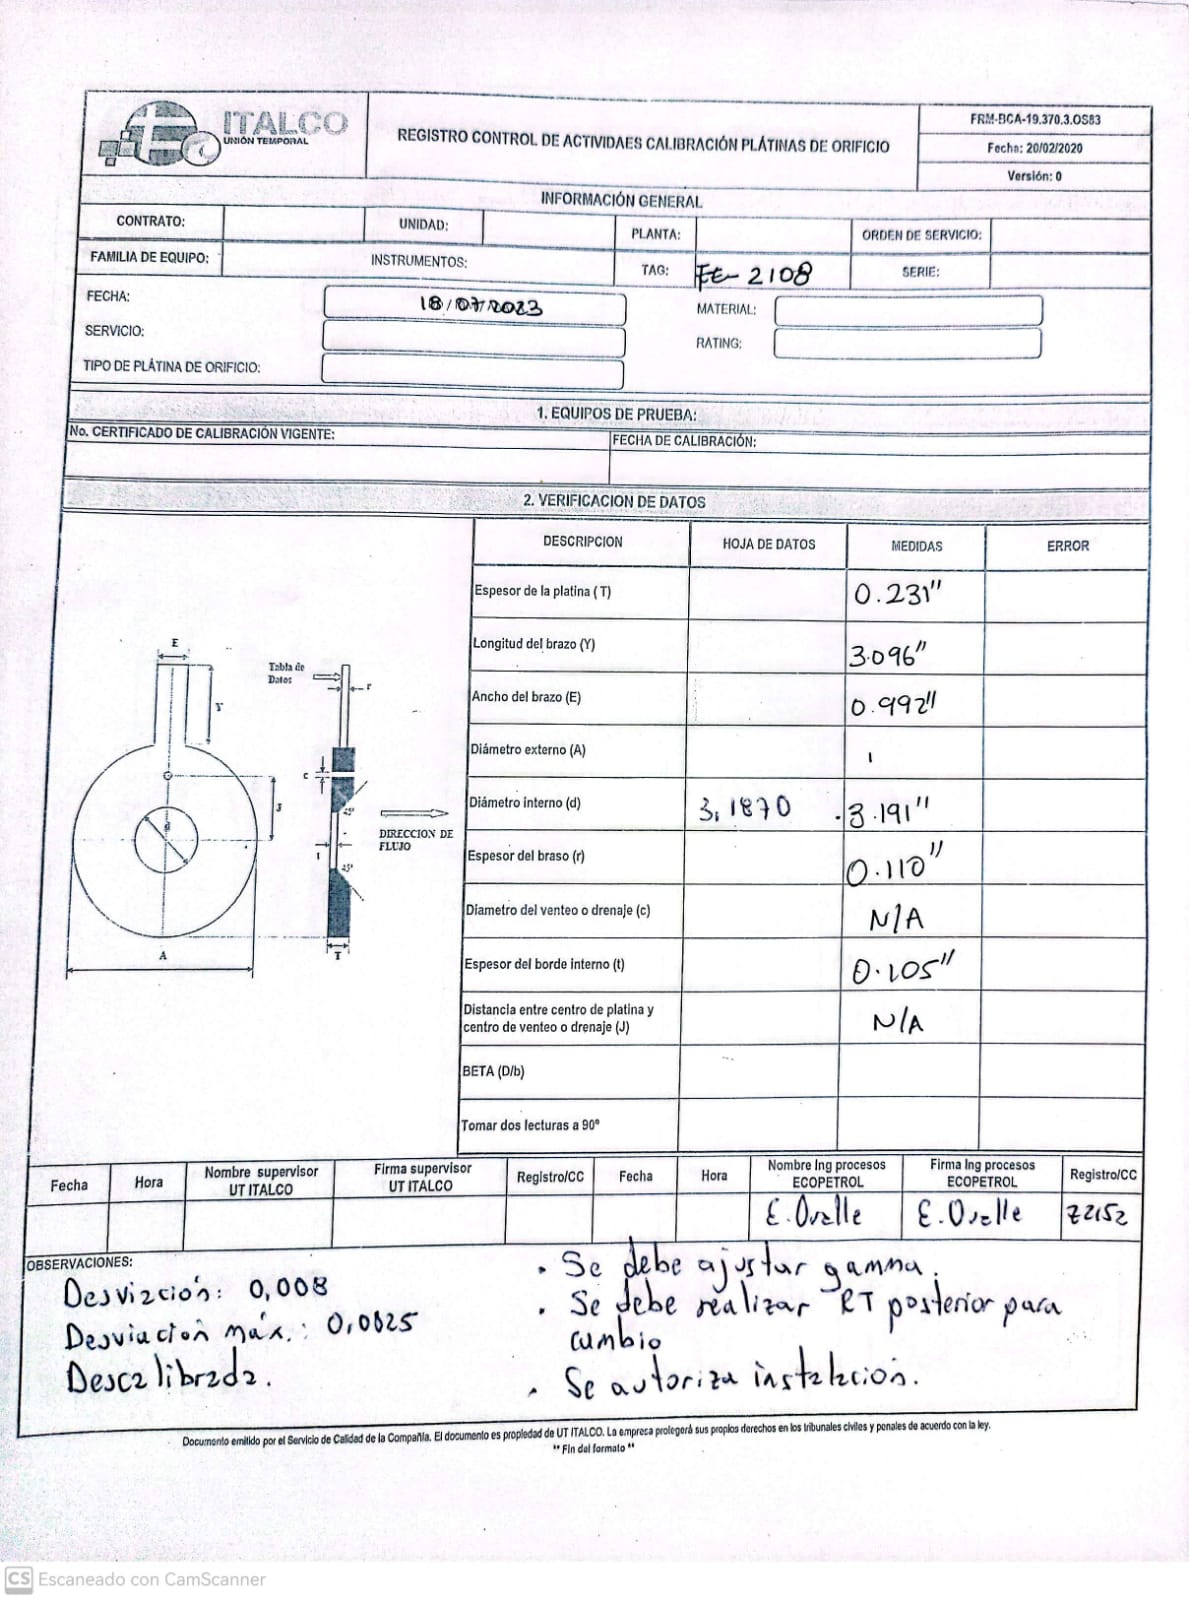 ITALCO
UNIÓN TEMPORAL
REGISTRO CONTROL DE ACTIVIDAES CALIBRACIÓN PLÁTINAS DE ORIFICIO
FRM-BCA-19.370.3.OS83
Fecha: 20/02/2020
Versión: 0
INFORMACIÓN GENERAL
CONTRATO: UNIDAD: PLANTA: ORDEN DE SERVICIO:
FAMILIA DE EQUIPO: INSTRUMENTOS: TAG: FE-2108 SERIE:
FECHA: 18/07/2023 MATERIAL:
SERVICIO: RATING:
TIPO DE PLÁTINA DE ORIFICIO:
1. EQUIPOS DE PRUEBA:
No. CERTIFICADO DE CALIBRACIÓN VIGENTE: FECHA DE CALIBRACIÓN:
2. VERIFICACION DE DATOS
E
Y
J
d
A
Tabla de
Datos
r
c
45°
t
45°
T
DIRECCION DE
FLUJO
DESCRIPCION HOJA DE DATOS MEDIDAS ERROR
Espesor de la platina ( T) 0.231"
Longitud del brazo (Y) 3.096"
Ancho del brazo (E) 0.992"
Diámetro externo (A)
Diámetro interno (d) 3,1870 3.191"
Espesor del braso (r) 0.110"
Diametro del venteo o drenaje (c) N/A
Espesor del borde interno (t) 0.105"
Distancia entre centro de platina y
centro de venteo o drenaje (J) N/A
BETA (D/b)
Tomar dos lecturas a 90°
Fecha Hora Nombre supervisor UT ITALCO Firma supervisor UT ITALCO Registro/CC Fecha Hora Nombre Ing procesos ECOPETROL Firma Ing procesos ECOPETROL Registro/CC
E. Ovalle E. Ovalle
OBSERVACIONES:
Desviación: 0,008
Desviación máx.: 0,0025
Descalibrada.
• Se debe ajustar gamma.
• Se debe realizar RT posterior para
cambio
• Se autoriza instalación.
Documento emitido por el Servicio de Calidad de la Compañía. El documento es propiedad de UT ITALCO. La empresa protegerá sus propios derechos en los tribunales civiles y penales de acuerdo con la ley.
** Fin del formato **
CS Escaneado con CamScanner